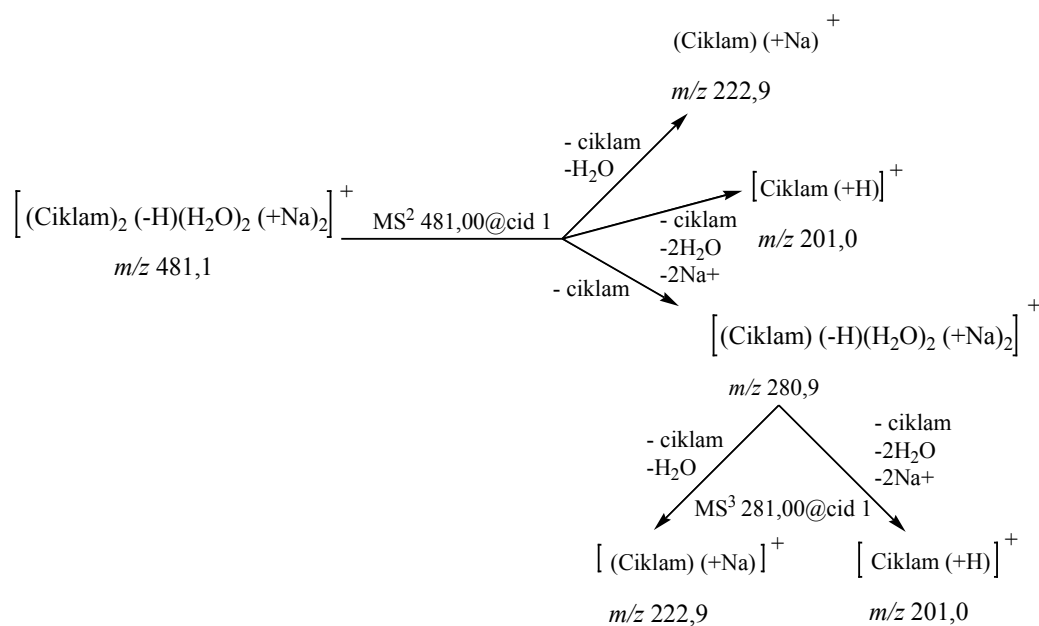 (Ciklam) (+Na) +
m/z 222,9
- ciklam
-H2O
[(Ciklam)2 (-H)(H2O)2 (+Na)2]+
m/z 481,1
MS2 481,00@cid 1
[Ciklam (+H)]+
m/z 201,0
- ciklam
-2H2O
-2Na+
- ciklam
[(Ciklam) (-H)(H2O)2 (+Na)2]+
m/z 280,9
- ciklam
-H2O
- ciklam
-2H2O
-2Na+
MS3 281,00@cid 1
[ (Ciklam) (+Na)]+
m/z 222,9
[ Ciklam (+H)]+
m/z 201,0